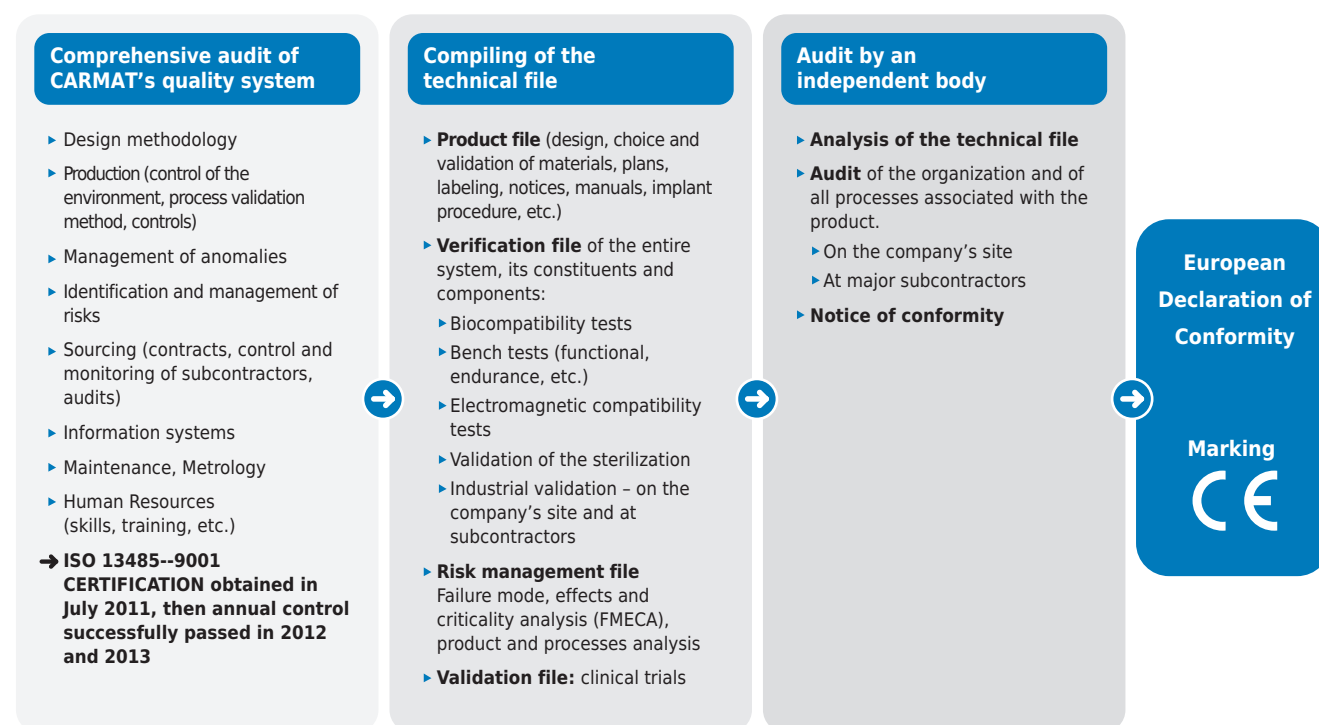 Comprehensive audit of
CARMAT's quality system
Design methodology
Production (control of the
environment, process validation
method, controls)
Management of anomalies
Identification and management of
risks
Sourcing (contracts, control and
monitoring of subcontractors,
audits)
Information systems
Maintenance, Metrology
Human Resources
(skills, training, etc.)
ISO 13485--9001
CERTIFICATION obtained in
July 2011, then annual control
successfully passed in 2012
and 2013
Compiling of the
technical file
Product file (design, choice and
validation of materials, plans,
labeling, notices, manuals, implant
procedure, etc.)
Verification file of the entire
system, its constituents and
components:
Biocompatibility tests
Bench tests (functional,
endurance, etc.)
Electromagnetic compatibility
tests
Validation of the sterilization
Industrial validation – on the
company's site and at
subcontractors
Risk management file
Failure mode, effects and
criticality analysis (FMECA),
product and processes analysis
Validation file: clinical trials
Audit by an
independent body
Analysis of the technical file
Audit of the organization and of
all processes associated with the
product.
On the company's site
At major subcontractors
Notice of conformity
European
Declaration of
Conformity
Marking
CE